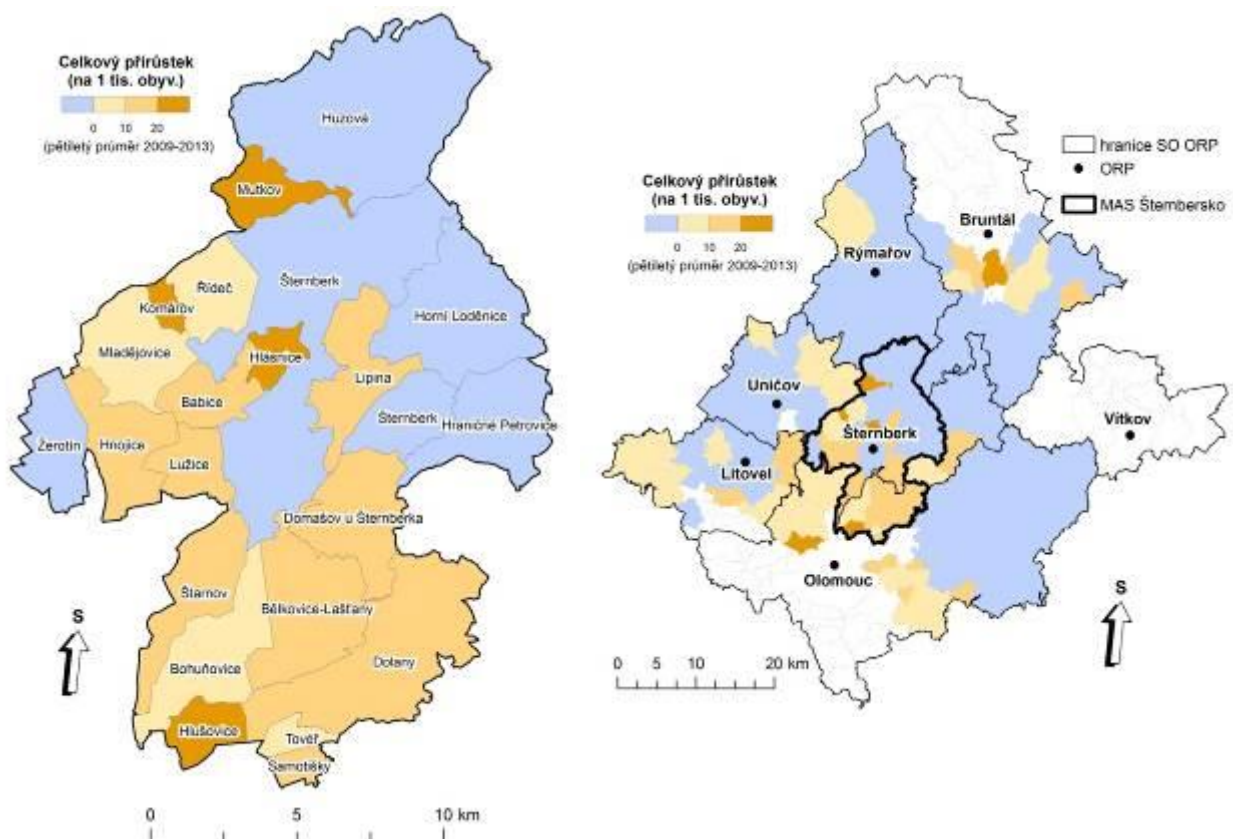 Celkový přírůstek
(na 1 tis. obyv.)
0 10 20
(pětiletý průměr 2009-2013)
Huzová
Mutkov
Řídeč
Šternberk
Komárov
Horní Loděnice
Mladějovice
Hlásnice
Lipina
Babice
Šternberk
Hraničné Petrovice
Žerotín
Hnojice
Lužice
Domašov u Šternberka
Štarnov
Bělkovice-Lašťany
S
Bohuňovice
Dolany
Hlušovice
Tovéř
Samotišky
0 5 10 km
hranice SO ORP
ORP
MAS Šternbersko
Celkový přírůstek
(na 1 tis. obyv.)
0 10 20
(pětiletý průměr 2009-2013)
Bruntál
Rýmařov
Uničov
Vítkov
Šternberk
Litovel
Olomouc
S
0 5 10 20 km